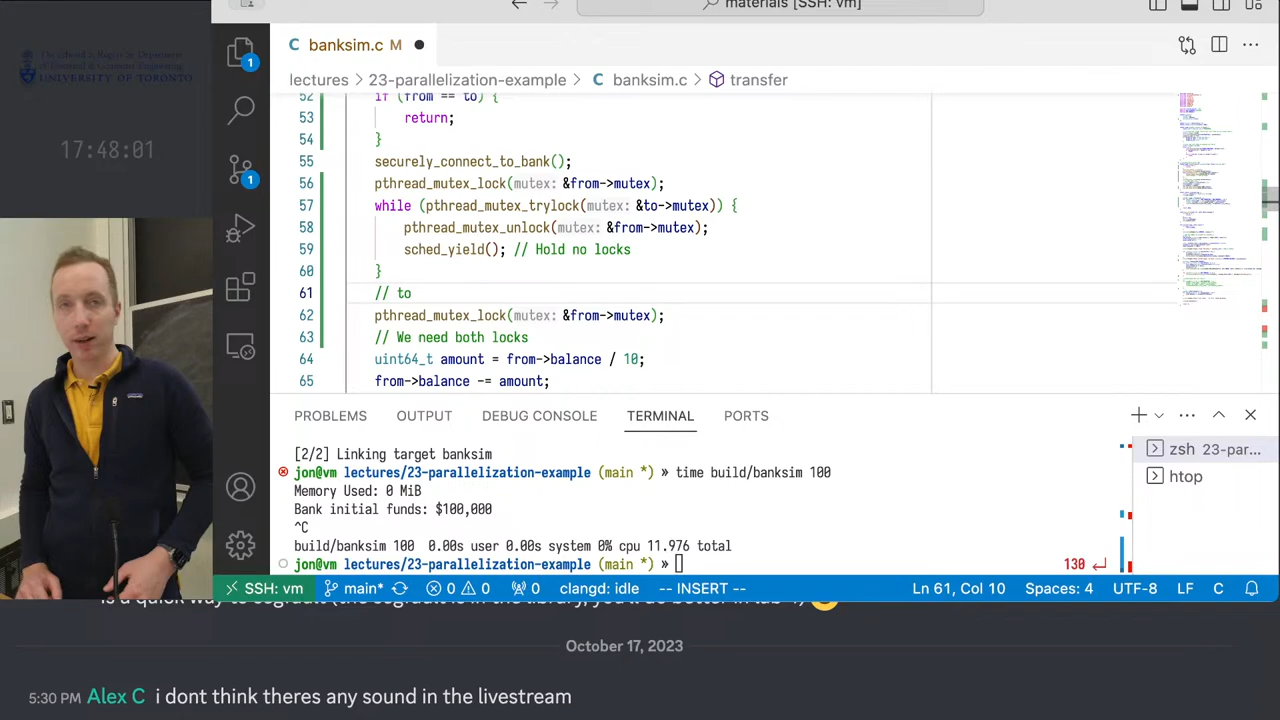 materials [SSH: vm]
UNIVERSITY OF TORONTO
17:48:01
1
1
banksim.c M
lectures > 23-parallelization-example > banksim.c > transfer
52 if (from == to) {
53 return;
54 }
55 securely_connect_to_bank();
56 pthread_mutex_lock(mutex: &from->mutex);
57 while (pthread_mutex_trylock(mutex: &to->mutex)) {
58 pthread_mutex_unlock(mutex: &from->mutex);
59 sched_yield(); // Hold no locks
60 }
61 // to
62 pthread_mutex_lock(mutex: &from->mutex);
63 // We need both locks
64 uint64_t amount = from->balance / 10;
65 from->balance -= amount;
PROBLEMS OUTPUT DEBUG CONSOLE TERMINAL PORTS
[2/2] Linking target banksim
jon@vm lectures/23-parallelization-example (main *) » time build/banksim 100
Memory Used: 0 MiB
Bank initial funds: $100,000
^C
build/banksim 100 0.00s user 0.00s system 0% cpu 11.976 total
jon@vm lectures/23-parallelization-example (main *) » 130 ↵
zsh 23-par...
htop
SSH: vm main* 0 0 0 clangd: idle -- INSERT -- Ln 61, Col 10 Spaces: 4 UTF-8 LF C
October 17, 2023
5:30 PM Alex C i dont think theres any sound in the livestream